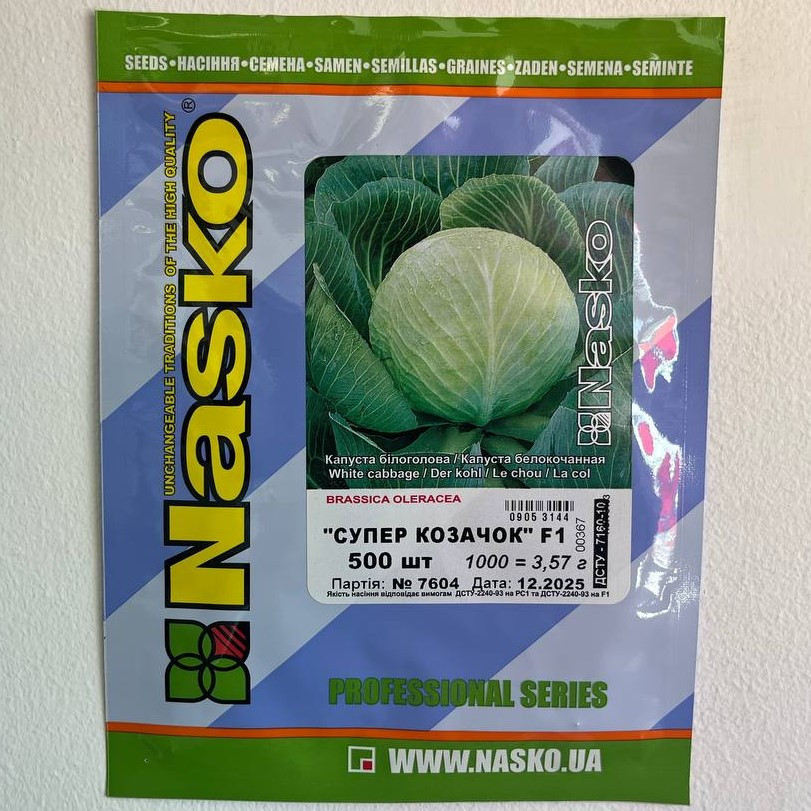 SEEDS•НАСІННЯ•СЕМЕНА•SAMEN•SEMILLAS•GRAINES•ZADEN•SEMENA•SEMINTE
UNCHANGEABLE TRADITIONS OF THE HIGH QUALITY
Nasko®
Nasko
Капуста білоголова / Капуста белокочанная
White cabbage / Der kohl / Le chou / La col
BRASSICA OLERACEA
0905 3144
"СУПЕР КОЗАЧОК" F1
500 шт 1000 = 3,57 г
00367
ДСТУ - 7160-10
Партія: № 7604 Дата: 12.2025
Якість насіння відповідає вимогам ДСТУ-2240-93 на РС1 та ДСТУ-2240-93 на F1
PROFESSIONAL SERIES
WWW.NASKO.UA